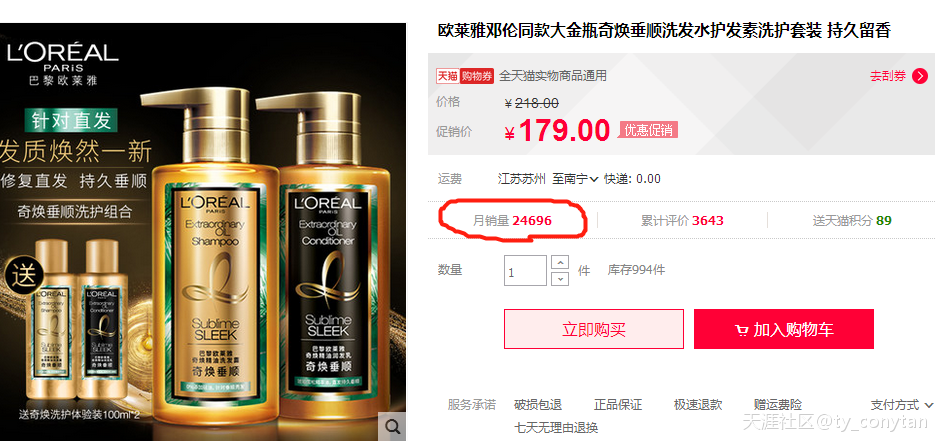 L'ORÉAL
PARIS
巴黎欧莱雅
针对直发
发质焕然一新
修复直发 持久垂顺
奇焕垂顺洗护组合
送
L'ORÉAL
Extraordinary
OIL
Shampoo
L'ORÉAL
Extraordinary
OIL
Conditioner
送奇焕洗护体验装100ml*2
L'ORÉAL
PARIS
Extraordinary
OIL
Shampoo
Sublime
SLEEK
巴黎欧莱雅
奇焕精油洗发露
奇焕垂顺
L'ORÉAL
PARIS
Extraordinary
OIL
Conditioner
Sublime
SLEEK
巴黎欧莱雅
奇焕精油润发乳
奇焕垂顺
欧莱雅邓伦同款大金瓶奇焕垂顺洗发水护发素洗护套装 持久留香
天猫 购物券 全天猫实物商品通用 去刮券
价格 ¥218.00
促销价 ¥179.00 优惠促销
运费 江苏苏州 至南宁 快递: 0.00
月销量 24696 累计评价 3643 送天猫积分 89
数量 1 件 库存994件
立即购买 加入购物车
服务承诺 破损包退 正品保证 极速退款 赠运费险 支付方式
七天无理由退换
天涯社区@ty_conytan